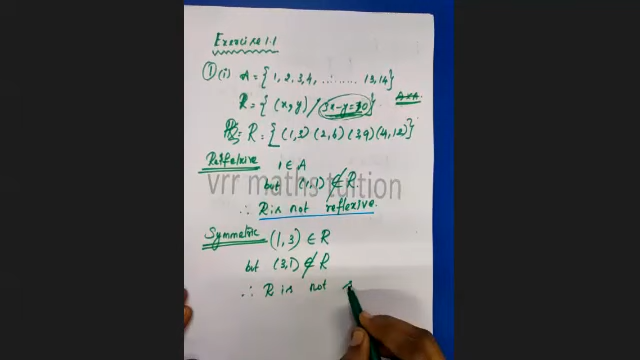 Exercise 1.1
① (i) A = { 1, 2, 3, 4, ......... 13, 14 }
R = { (x, y) / 3x - y = 0 } A×A
R = { (1,3) (2,6) (3,9) (4,12) }
Reflexive 1 ∈ A
but (1,1) ∉ R.
vrr maths tuition
∴ R is not reflexive.
Symmetric (1,3) ∈ R
but (3,1) ∉ R
∴ R is not